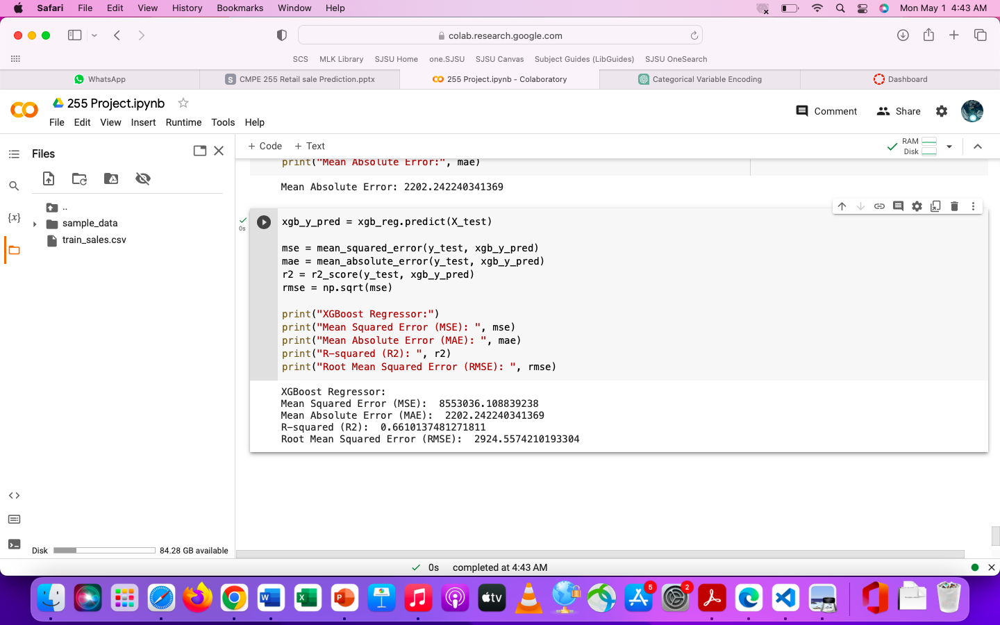 Safari File Edit View History Bookmarks Window Help Mon May 1 4:43 AM
colab.research.google.com
SCS MLK Library SJSU Home one.SJSU SJSU Canvas Subject Guides (LibGuides) SJSU OneSearch
WhatsApp S CMPE 255 Retail sale Prediction.pptx 255 Project.ipynb - Colaboratory Categorical Variable Encoding Dashboard
255 Project.ipynb
Comment Share
File Edit View Insert Runtime Tools Help
Files
+ Code + Text
RAM
Disk
..
sample_data
train_sales.csv
{x}
print("Mean Absolute Error:", mae)
Mean Absolute Error: 2202.242240341369
0s
xgb_y_pred = xgb_reg.predict(X_test)
mse = mean_squared_error(y_test, xgb_y_pred)
mae = mean_absolute_error(y_test, xgb_y_pred)
r2 = r2_score(y_test, xgb_y_pred)
rmse = np.sqrt(mse)
print("XGBoost Regressor:")
print("Mean Squared Error (MSE): ", mse)
print("Mean Absolute Error (MAE): ", mae)
print("R-squared (R2): ", r2)
print("Root Mean Squared Error (RMSE): ", rmse)
XGBoost Regressor:
Mean Squared Error (MSE):  8553036.108839238
Mean Absolute Error (MAE):  2202.242240341369
R-squared (R2):  0.6610137481271811
Root Mean Squared Error (RMSE):  2924.5574210193304
Disk 84.28 GB available
0s completed at 4:43 AM
W X P tv 5 2